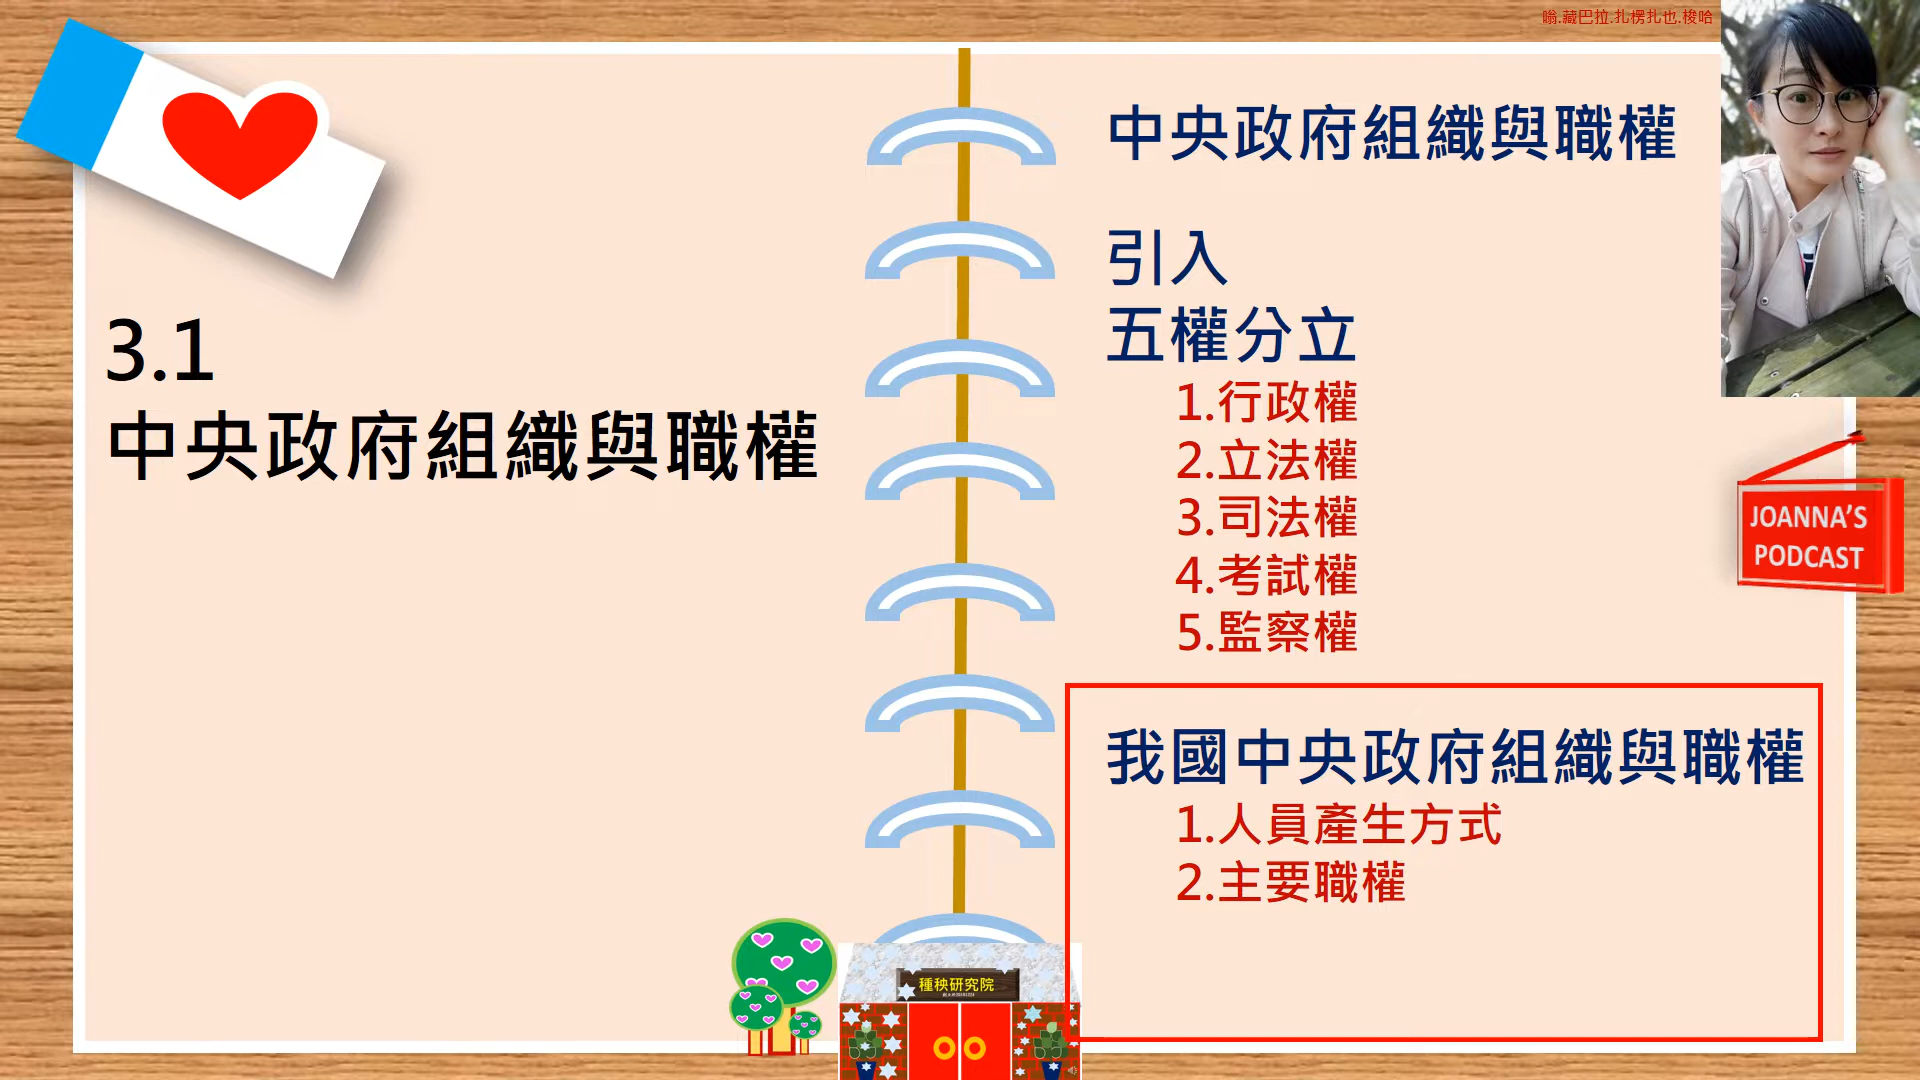 嗡.藏巴拉.扎楞扎也.梭哈
3.1
中央政府組織與職權
中央政府組織與職權
引入
五權分立
1.行政權
2.立法權
3.司法權
4.考試權
5.監察權
我國中央政府組織與職權
1.人員產生方式
2.主要職權
JOANNA'S
PODCAST
種秧研究院